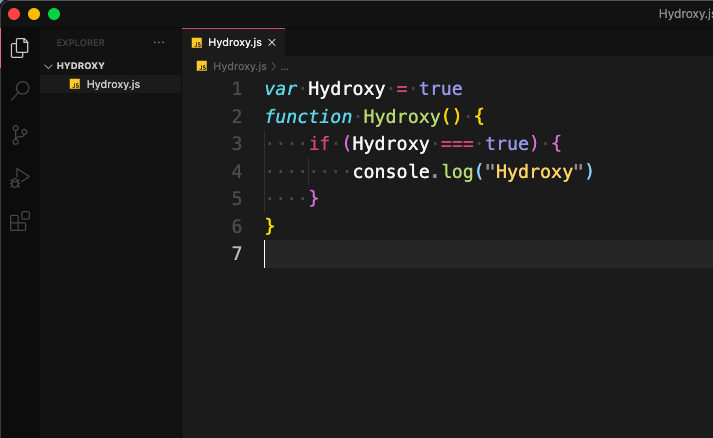 Hydroxy.js
EXPLORER ···
HYDROXY
JS Hydroxy.js
JS Hydroxy.js ×
JS Hydroxy.js > ...
1 var Hydroxy = true
2 function Hydroxy() {
3     if (Hydroxy === true) {
4         console.log("Hydroxy")
5     }
6 }
7